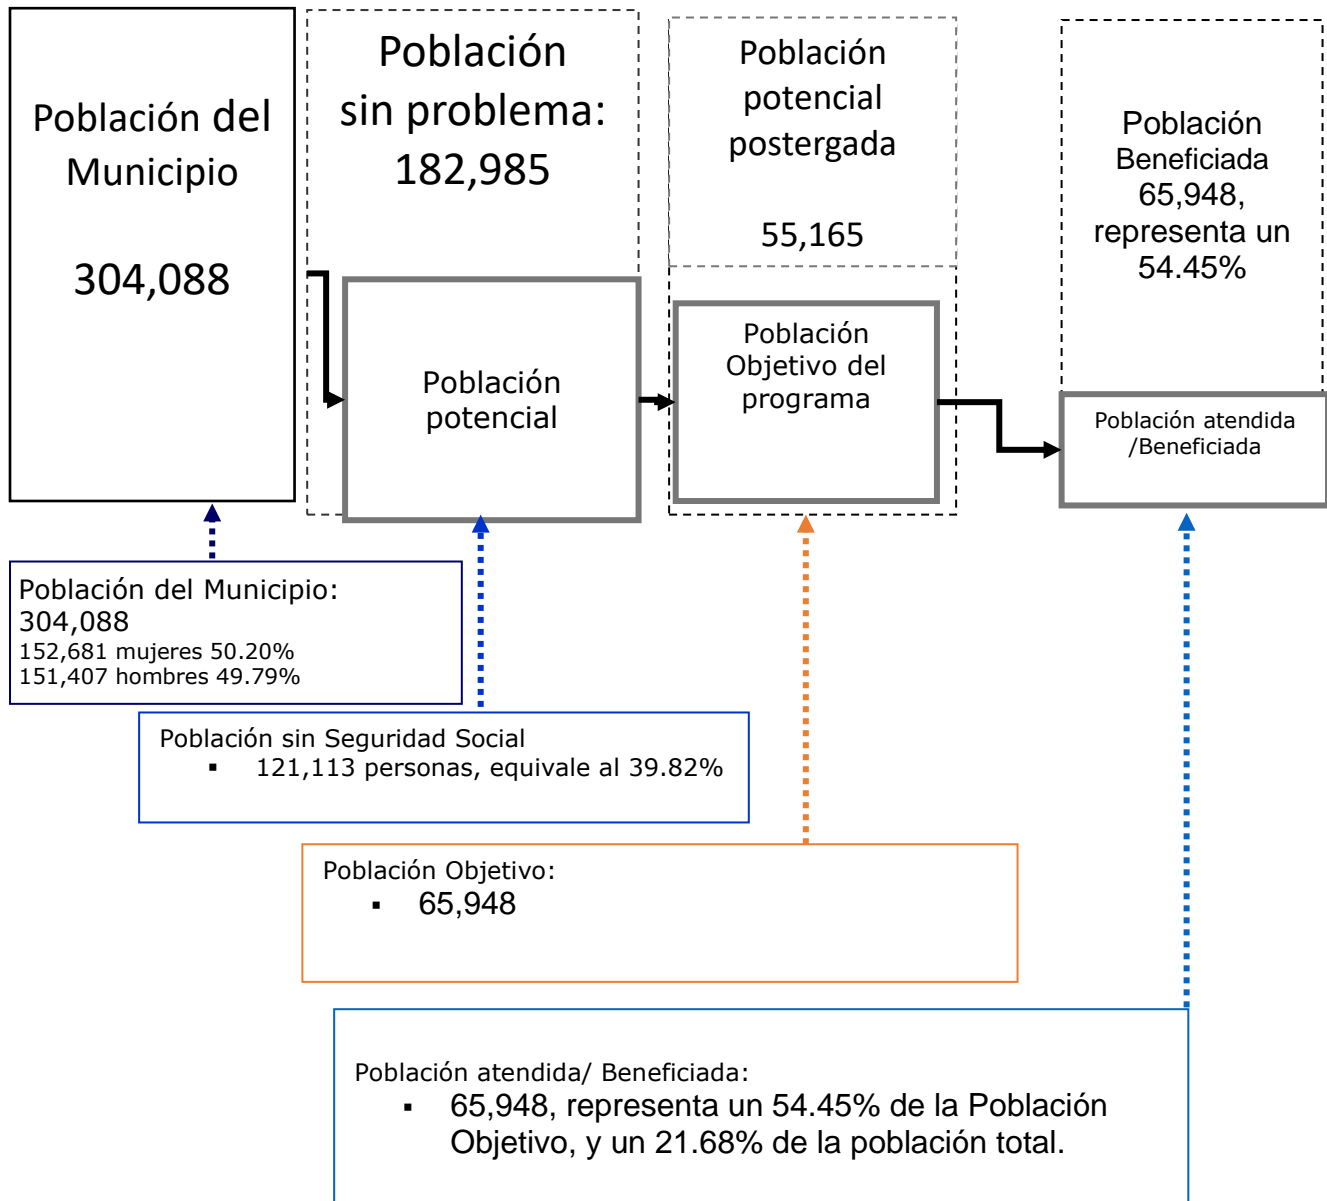 Población del
Municipio
304,088
Población
sin problema:
182,985
Población
potencial
Población
potencial
postergada
55,165
Población
Objetivo del
programa
Población
Beneficiada
65,948,
representa un
54.45%
Población atendida
/Beneficiada
Población del Municipio:
304,088
152,681 mujeres 50.20%
151,407 hombres 49.79%
Población sin Seguridad Social
▪ 121,113 personas, equivale al 39.82%
Población Objetivo:
▪ 65,948
Población atendida/ Beneficiada:
▪ 65,948, representa un 54.45% de la Población
Objetivo, y un 21.68% de la población total.